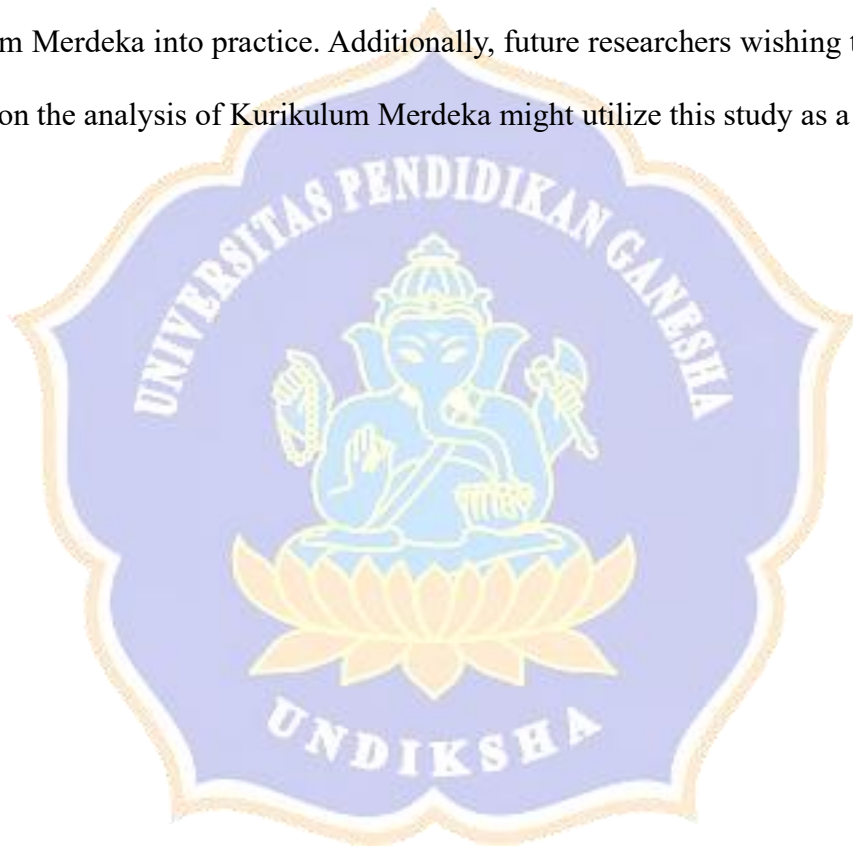 m Merdeka into practice. Additionally, future researchers wishing t
on the analysis of Kurikulum Merdeka might utilize this study as a
UNIVERSITAS PENDIDIKAN GANESHA
UNDIKSHA